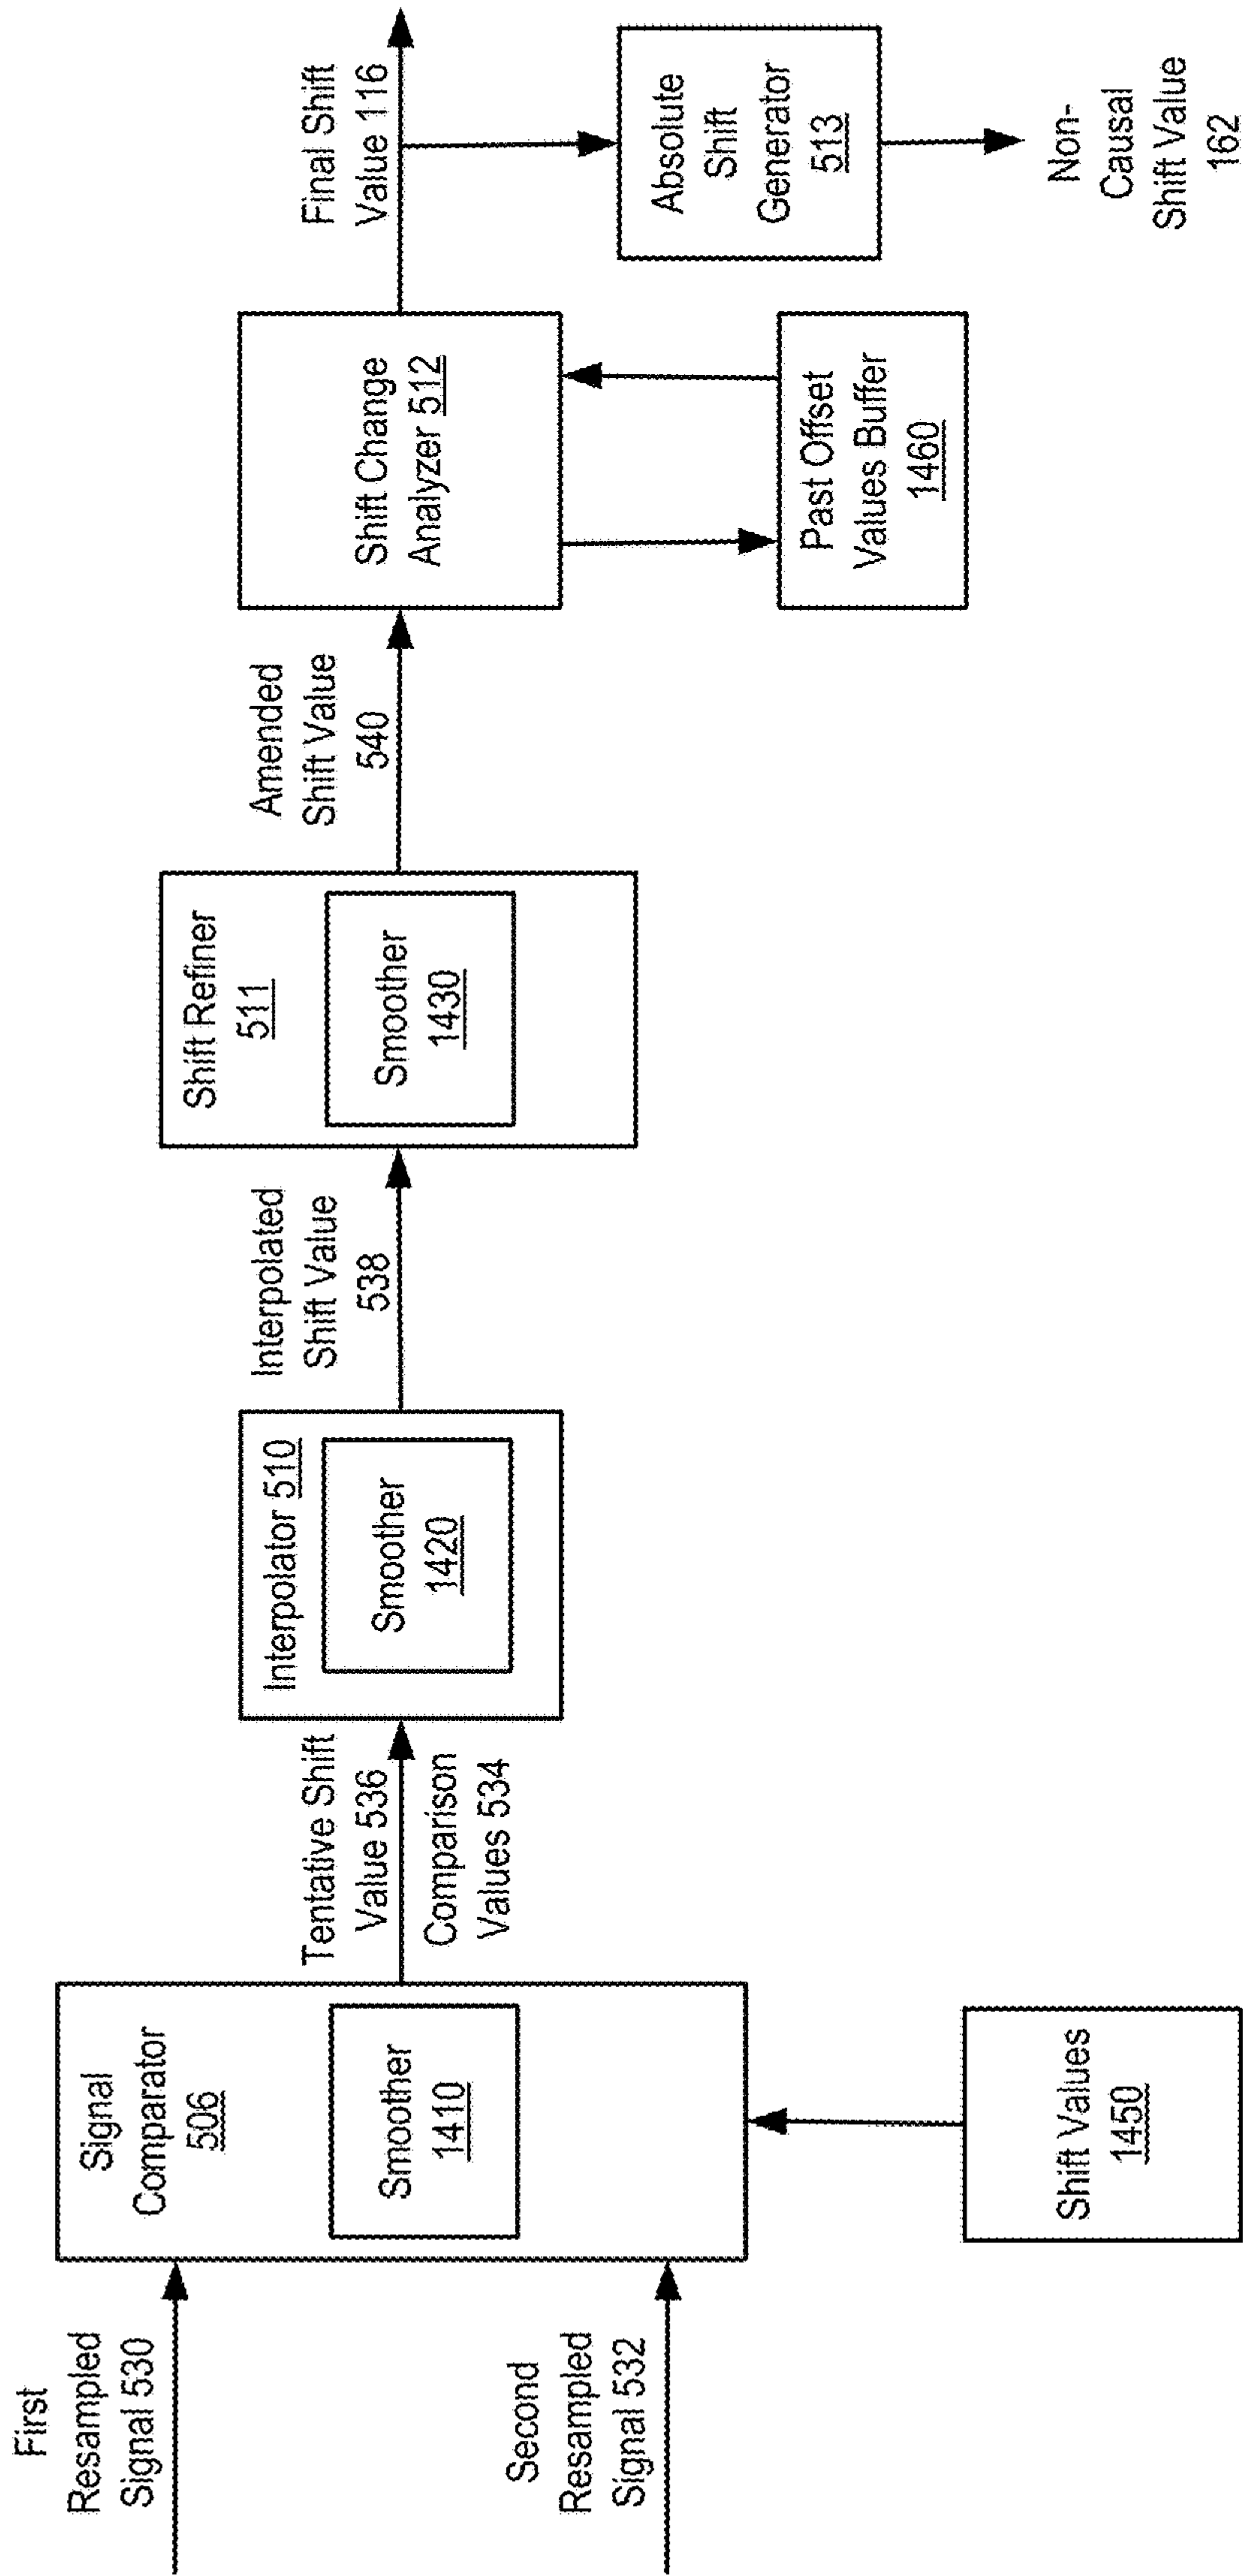 First
Resampled
Signal 530
Second
Resampled
Signal 532
Signal
Comparator
506
Smoother
1410
Shift Values
1450
Tentative Shift
Value 536
Comparison
Values 534
Interpolator 510
Smoother
1420
Interpolated
Shift Value
538
Shift Refiner
511
Smoother
1430
Amended
Shift Value
540
Shift Change
Analyzer 512
Past Offset
Values Buffer
1460
Final Shift
Value 116
Absolute
Shift
Generator
513
Non-
Causal
Shift Value
162